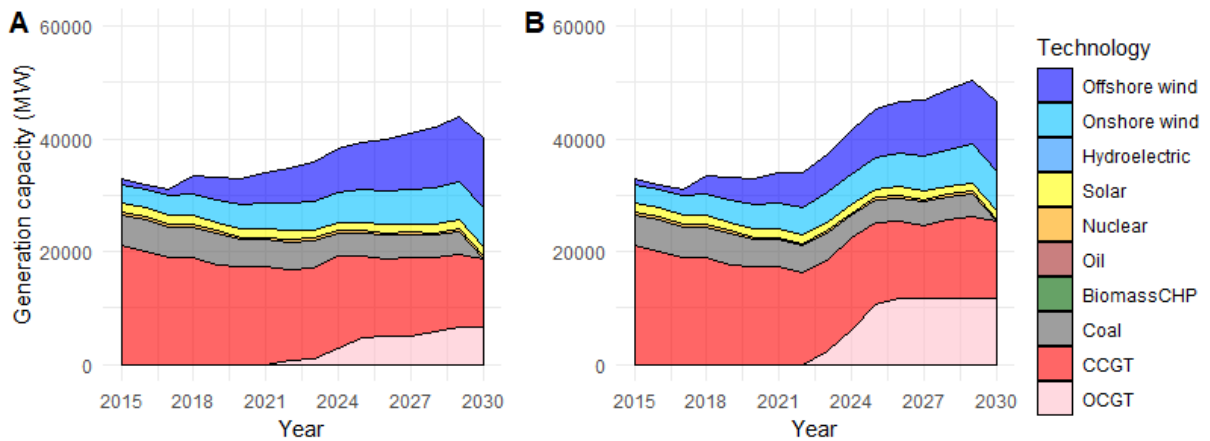 A
B
Generation capacity (MW)
60000
40000
20000
0
2015 2018 2021 2024 2027 2030
Year
60000
40000
20000
0
2015 2018 2021 2024 2027 2030
Year
Technology
Offshore wind
Onshore wind
Hydroelectric
Solar
Nuclear
Oil
BiomassCHP
Coal
CCGT
OCGT